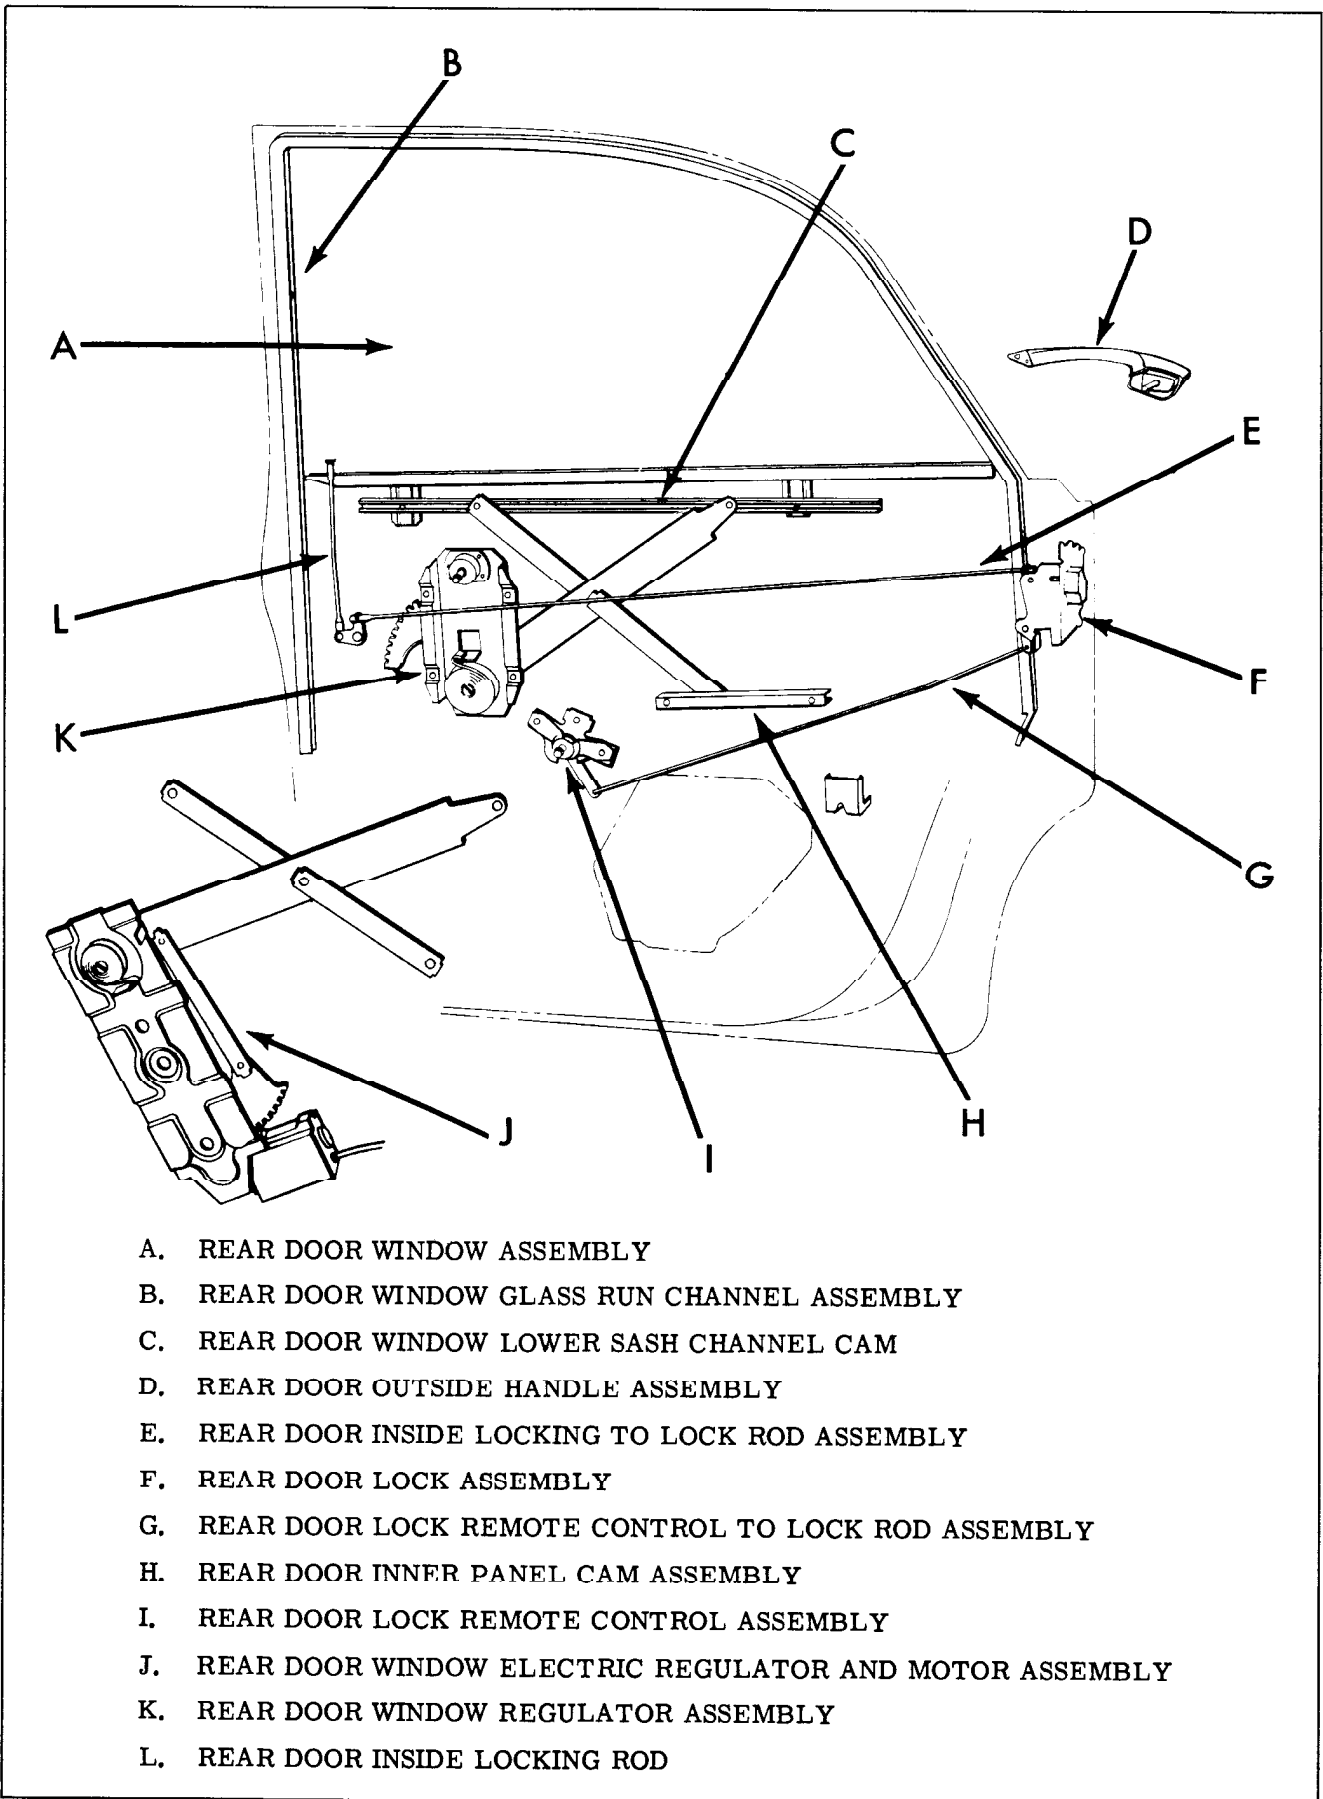 B
C
D
A
E
L
F
K
G
J
H
I
A. REAR DOOR WINDOW ASSEMBLY
B. REAR DOOR WINDOW GLASS RUN CHANNEL ASSEMBLY
C. REAR DOOR WINDOW LOWER SASH CHANNEL CAM
D. REAR DOOR OUTSIDE HANDLE ASSEMBLY
E. REAR DOOR INSIDE LOCKING TO LOCK ROD ASSEMBLY
F. REAR DOOR LOCK ASSEMBLY
G. REAR DOOR LOCK REMOTE CONTROL TO LOCK ROD ASSEMBLY
H. REAR DOOR INNER PANEL CAM ASSEMBLY
I. REAR DOOR LOCK REMOTE CONTROL ASSEMBLY
J. REAR DOOR WINDOW ELECTRIC REGULATOR AND MOTOR ASSEMBLY
K. REAR DOOR WINDOW REGULATOR ASSEMBLY
L. REAR DOOR INSIDE LOCKING ROD